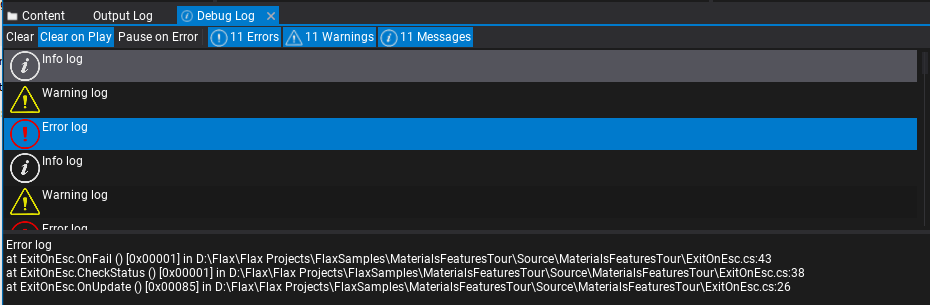 Content Output Log Debug Log
Clear Clear on Play Pause on Error 11 Errors 11 Warnings 11 Messages
Info log
Warning log
Error log
Info log
Warning log
Error log
Error log
at ExitOnEsc.OnFail () [0x00001] in D:\Flax\Flax Projects\FlaxSamples\MaterialsFeaturesTour\Source\MaterialsFeaturesTour\ExitOnEsc.cs:43
at ExitOnEsc.CheckStatus () [0x00001] in D:\Flax\Flax Projects\FlaxSamples\MaterialsFeaturesTour\Source\MaterialsFeaturesTour\ExitOnEsc.cs:38
at ExitOnEsc.OnUpdate () [0x00085] in D:\Flax\Flax Projects\FlaxSamples\MaterialsFeaturesTour\Source\MaterialsFeaturesTour\ExitOnEsc.cs:26